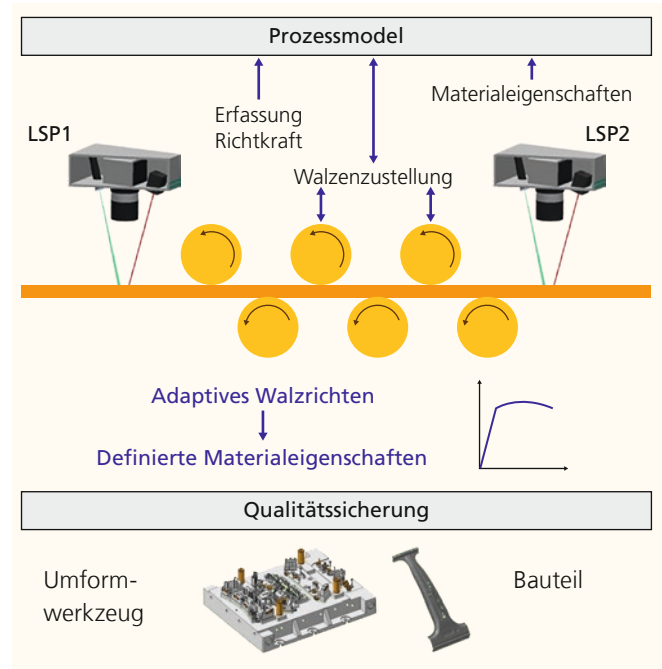 Prozessmodel
Erfassung
Richtkraft
Materialeigenschaften
LSP1
LSP2
Walzenzustellung
Adaptives Walzrichten
Definierte Materialeigenschaften
Qualitätssicherung
Umform-
werkzeug
Bauteil